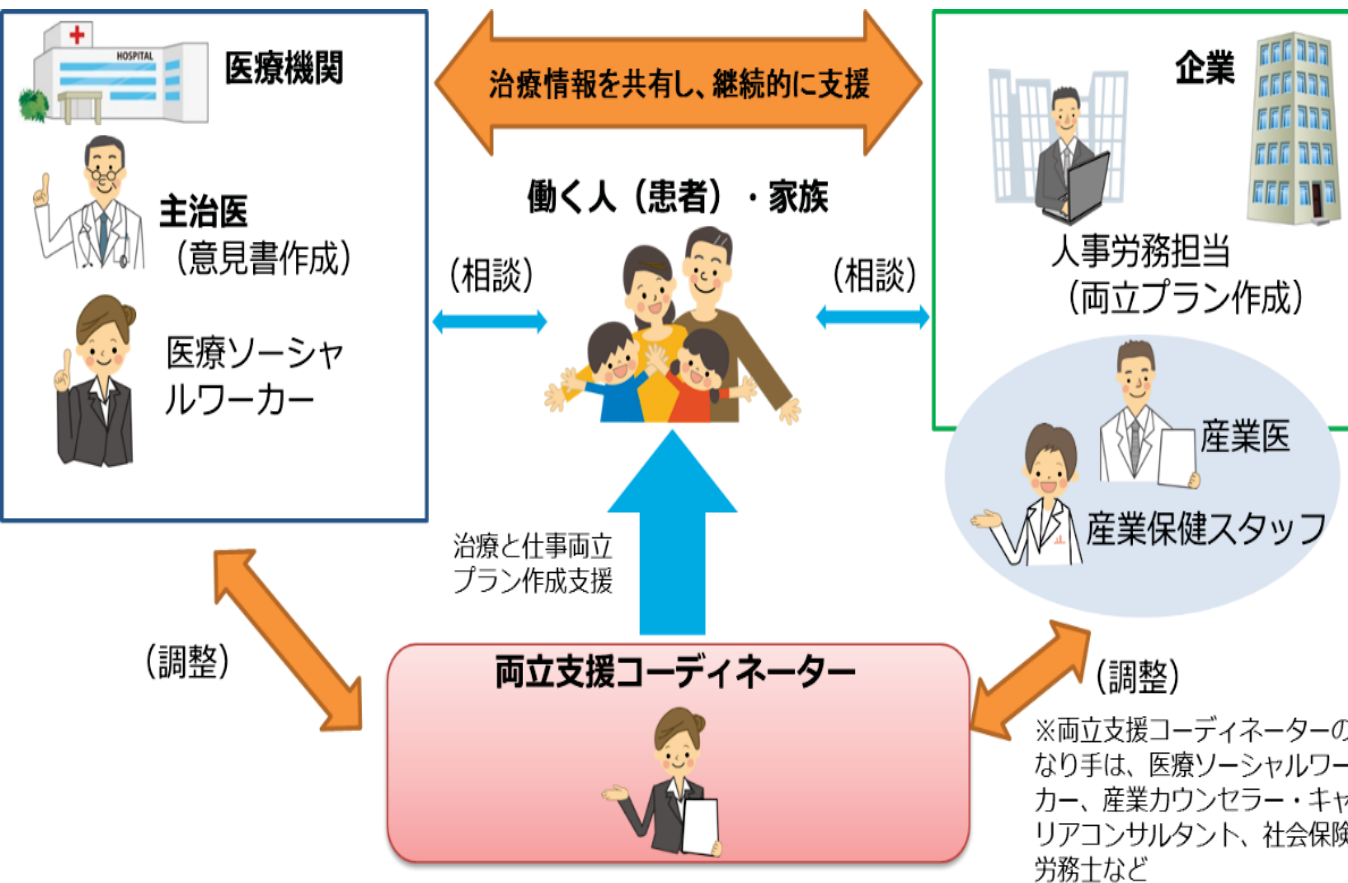 HOSPITAL
医療機関
主治医
（意見書作成）
医療ソーシャ
ルワーカー
治療情報を共有し、継続的に支援
働く人（患者）・家族
（相談）
（相談）
企業
人事労務担当
（両立プラン作成）
産業医
産業保健スタッフ
治療と仕事両立
プラン作成支援
（調整）
両立支援コーディネーター
（調整）
※両立支援コーディネーターの
なり手は、医療ソーシャルワー
カー、産業カウンセラー・キャ
リアコンサルタント、社会保険
労務士など